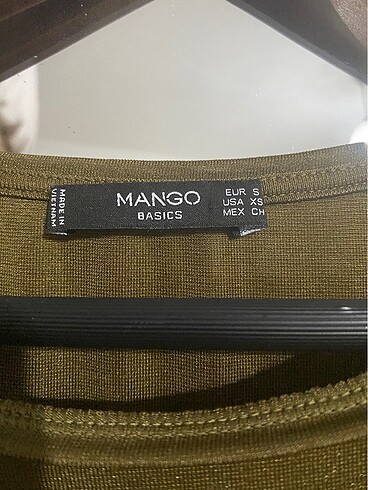 MADE IN
VIETNAM
MANGO
BASICS
EUR S
USA XS
MEX CH